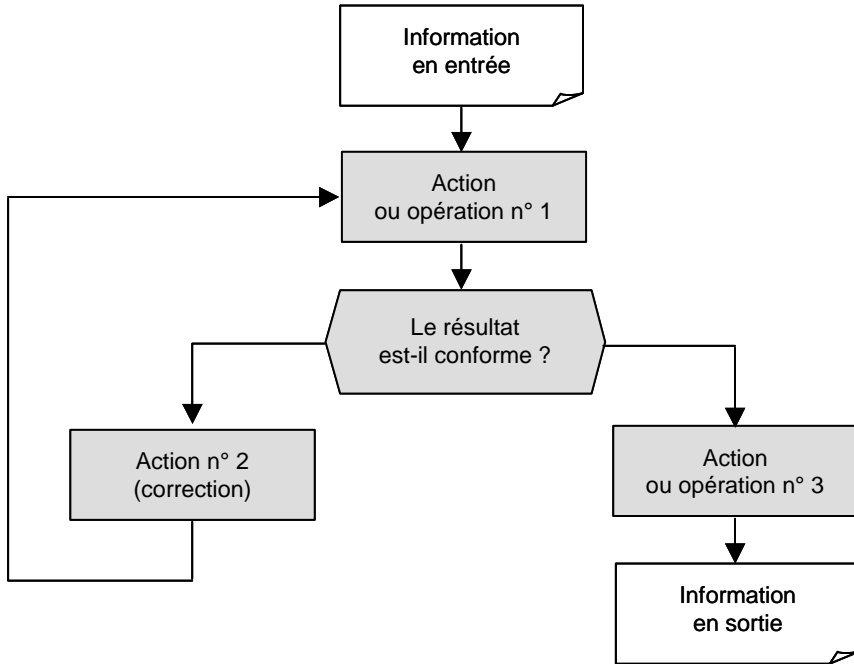 Information
en entrée
Action
ou opération n° 1
Le résultat
est-il conforme ?
Action n° 2
(correction)
Action
ou opération n° 3
Information
en sortie